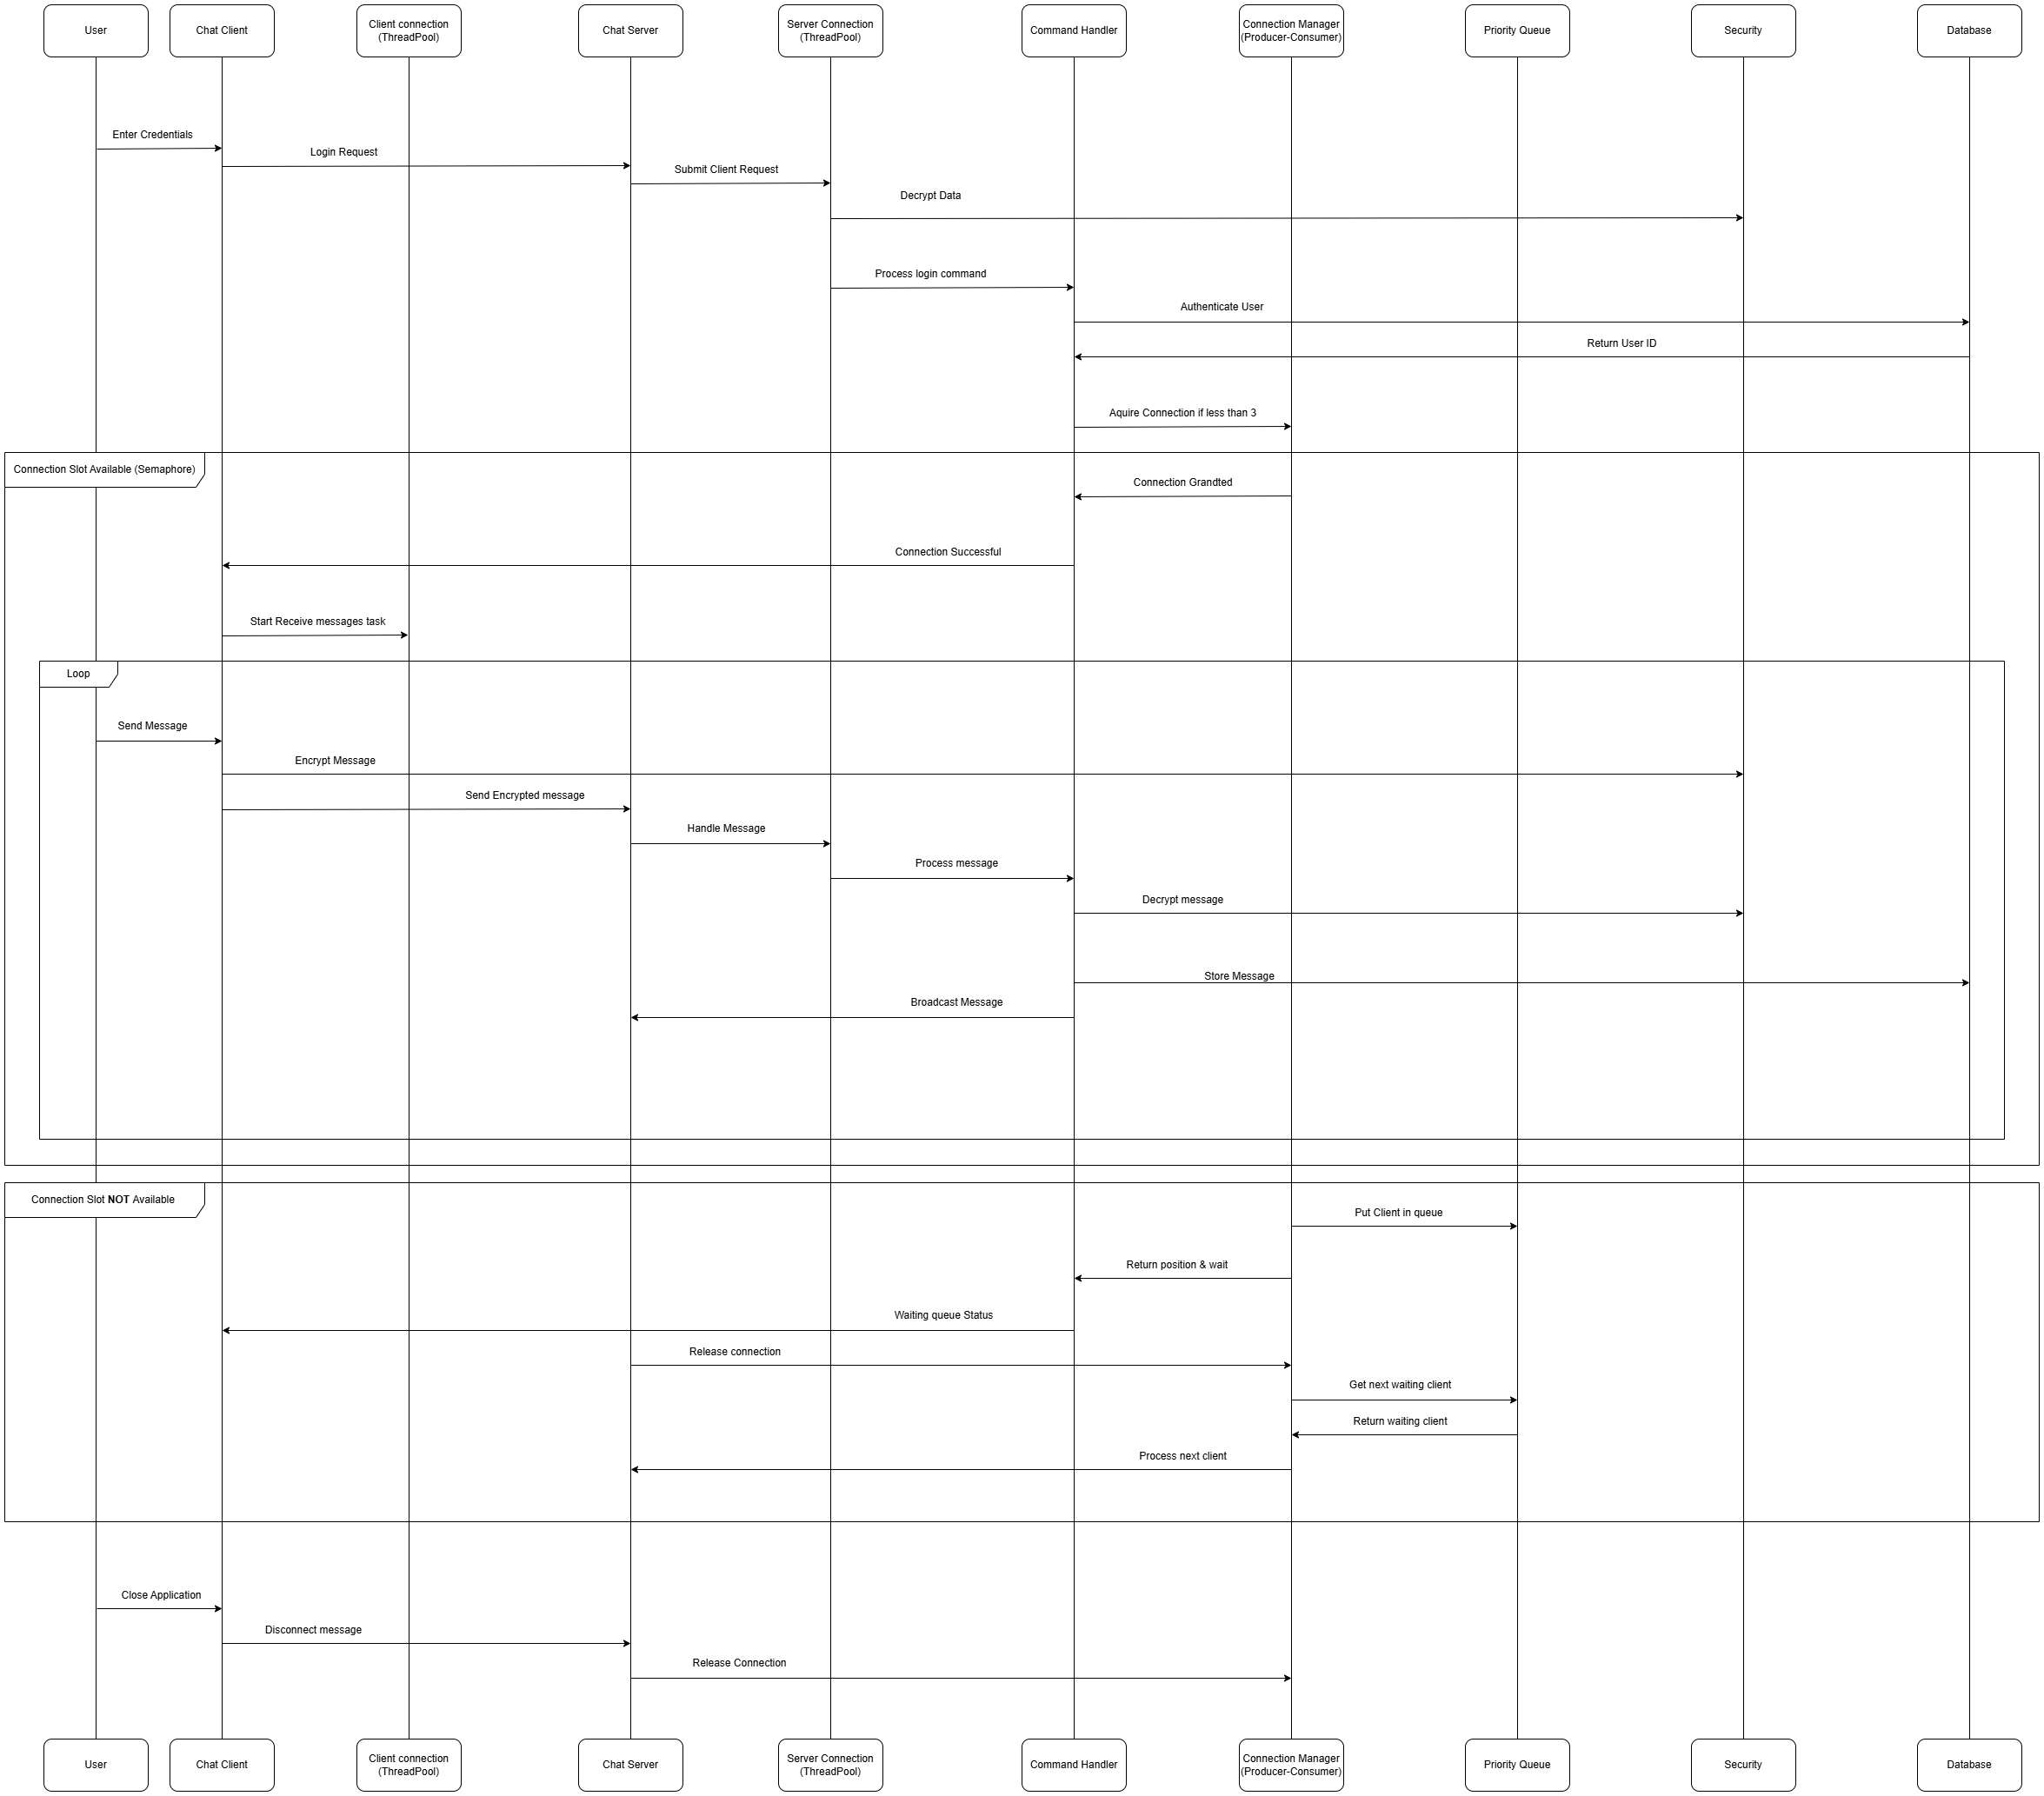 User
Chat Client
Client connection
(ThreadPool)
Chat Server
Server Connection
(ThreadPool)
Command Handler
Connection Manager
(Producer-Consumer)
Priority Queue
Security
Database
Enter Credentials
Login Request
Submit Client Request
Decrypt Data
Process login command
Authenticate User
Return User ID
Aquire Connection if less than 3
Connection Slot Available (Semaphore)
Connection Grandted
Connection Successful
Start Receive messages task
Loop
Send Message
Encrypt Message
Send Encrypted message
Handle Message
Process message
Decrypt message
Store Message
Broadcast Message
Connection Slot NOT Available
Put Client in queue
Return position & wait
Waiting queue Status
Release connection
Get next waiting client
Return waiting client
Process next client
Close Application
Disconnect message
Release Connection
User
Chat Client
Client connection
(ThreadPool)
Chat Server
Server Connection
(ThreadPool)
Command Handler
Connection Manager
(Producer-Consumer)
Priority Queue
Security
Database